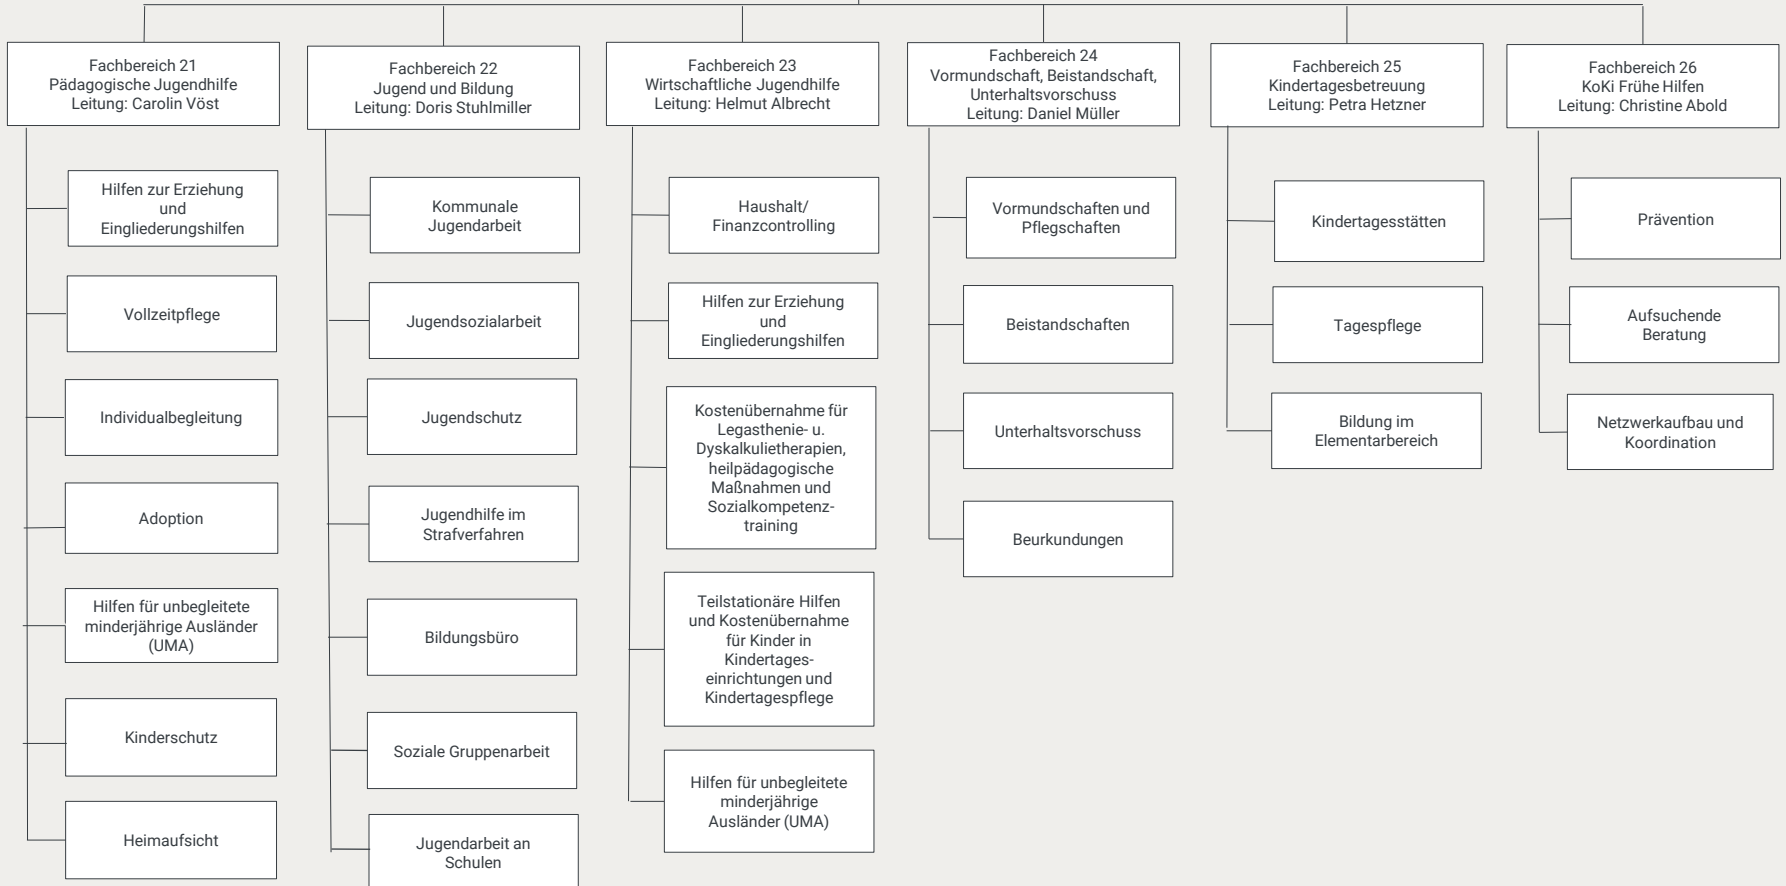 Fachbereich 21
Pädagogische Jugendhilfe
Leitung: Carolin Vöst
Hilfen zur Erziehung
und
Eingliederungshilfen
Vollzeitpflege
Individualbegleitung
Adoption
Hilfen für unbegleitete
minderjährige Ausländer
(UMA)
Kinderschutz
Heimaufsicht
Fachbereich 22
Jugend und Bildung
Leitung: Doris Stuhlmiller
Kommunale
Jugendarbeit
Jugendsozialarbeit
Jugendschutz
Jugendhilfe im
Strafverfahren
Bildungsbüro
Soziale Gruppenarbeit
Jugendarbeit an
Schulen
Fachbereich 23
Wirtschaftliche Jugendhilfe
Leitung: Helmut Albrecht
Haushalt/
Finanzcontrolling
Hilfen zur Erziehung
und
Eingliederungshilfen
Kostenübernahme für
Legasthenie- u.
Dyskalkulietherapien,
heilpädagogische
Maßnahmen und
Sozialkompetenz-
training
Teilstationäre Hilfen
und Kostenübernahme
für Kinder in
Kindertages-
einrichtungen und
Kindertagespflege
Hilfen für unbegleitete
minderjährige
Ausländer (UMA)
Fachbereich 24
Vormundschaft, Beistandschaft,
Unterhaltsvorschuss
Leitung: Daniel Müller
Vormundschaften und
Pflegschaften
Beistandschaften
Unterhaltsvorschuss
Beurkundungen
Fachbereich 25
Kindertagesbetreuung
Leitung: Petra Hetzner
Kindertagesstätten
Tagespflege
Bildung im
Elementarbereich
Fachbereich 26
KoKi Frühe Hilfen
Leitung: Christine Abold
Prävention
Aufsuchende
Beratung
Netzwerkaufbau und
Koordination